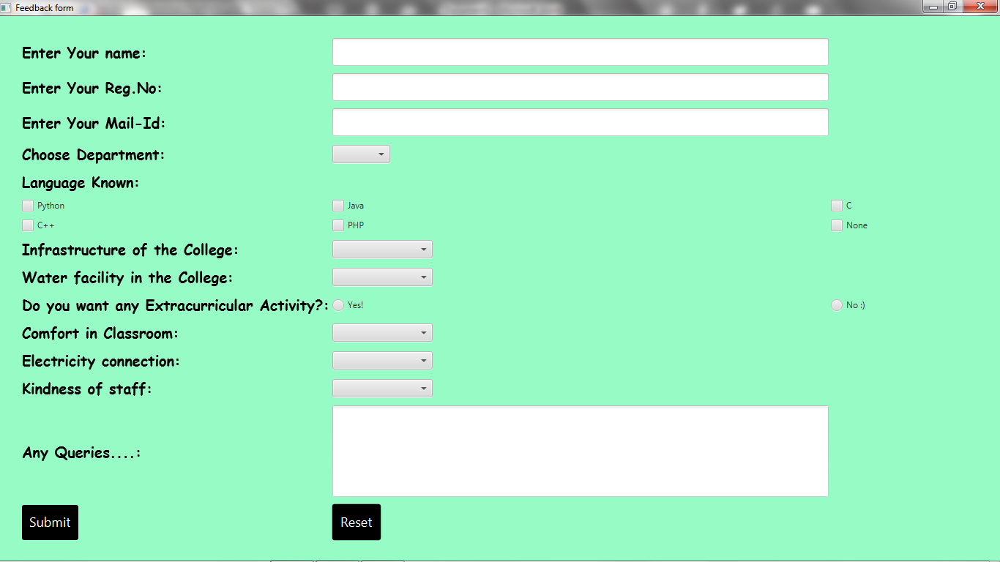 Feedback form
Enter Your name:
Enter Your Reg.No:
Enter Your Mail-Id:
Choose Department:
Language Known:
Python Java C
C++ PHP None
Infrastructure of the College:
Water facility in the College:
Do you want any Extracurricular Activity?: Yes! No :)
Comfort in Classroom:
Electricity connection:
Kindness of staff:
Any Queries....:
Submit Reset